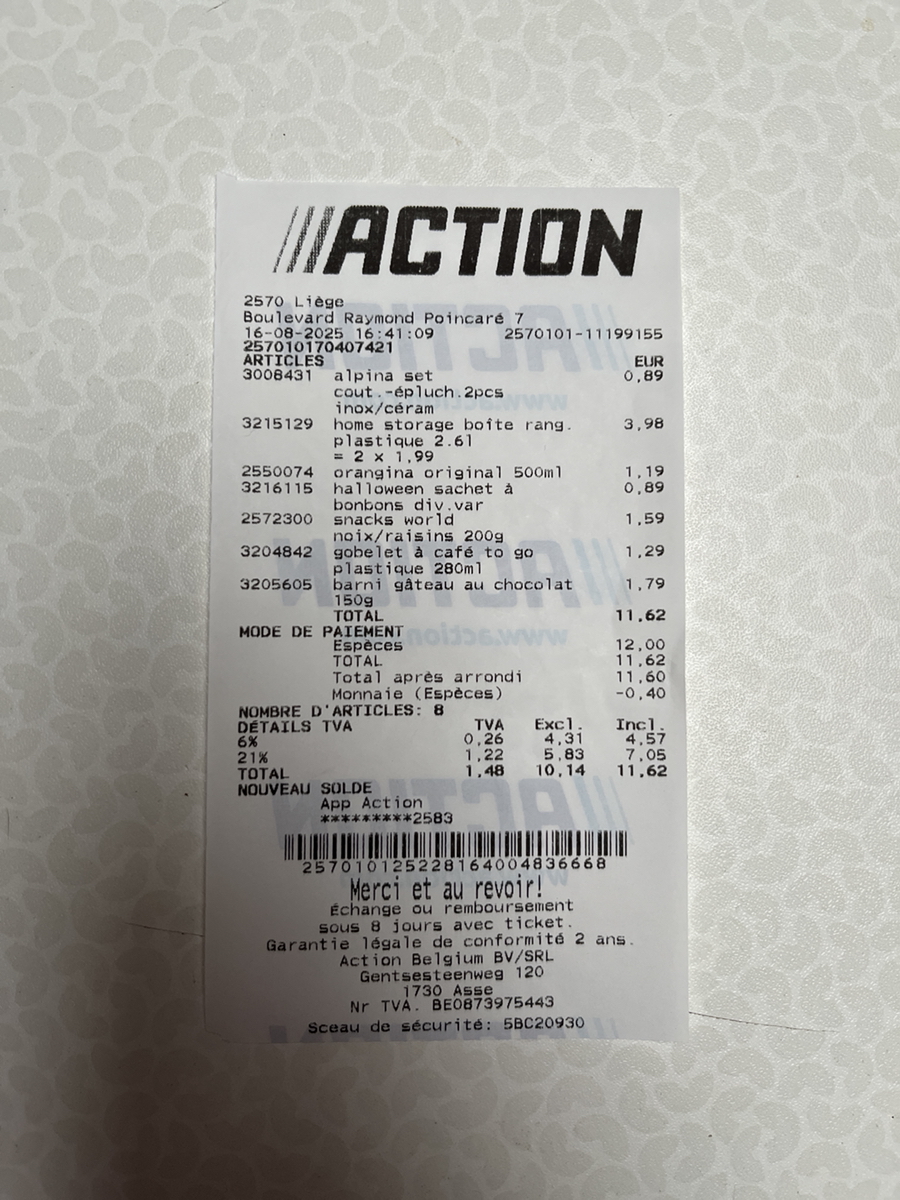 ACTION
2570 Liège
Boulevard Raymond Poincaré 7
16-08-2025 16:41:09 2570101-11199155
257010170407421
ARTICLES EUR
3008431 alpina set 0,89
cout.-épluch.2pcs
inox/céram
3215129 home storage boîte rang. 3,98
plastique 2.6l
= 2 x 1,99
2550074 orangina original 500ml 1,19
3216115 halloween sachet à 0,89
bonbons div.var
2572300 snacks world 1,59
noix/raisins 200g
3204842 gobelet à café to go 1,29
plastique 280ml
3205605 barni gâteau au chocolat 1,79
150g
TOTAL 11,62
MODE DE PAIEMENT
Espèces 12,00
TOTAL 11,62
Total après arrondi 11,60
Monnaie (Espèces) -0,40
NOMBRE D'ARTICLES: 8
DÉTAILS TVA TVA Excl. Incl.
6% 0,26 4,31 4,57
21% 1,22 5,83 7,05
TOTAL 1,48 10,14 11,62
NOUVEAU SOLDE
App Action
*********2583
2570101252281640048366​68
Merci et au revoir!
Échange ou remboursement
sous 8 jours avec ticket.
Garantie légale de conformité 2 ans.
Action Belgium BV/SRL
Gentsesteenweg 120
1730 Asse
Nr TVA. BE0873975443
Sceau de sécurité: 5BC20930